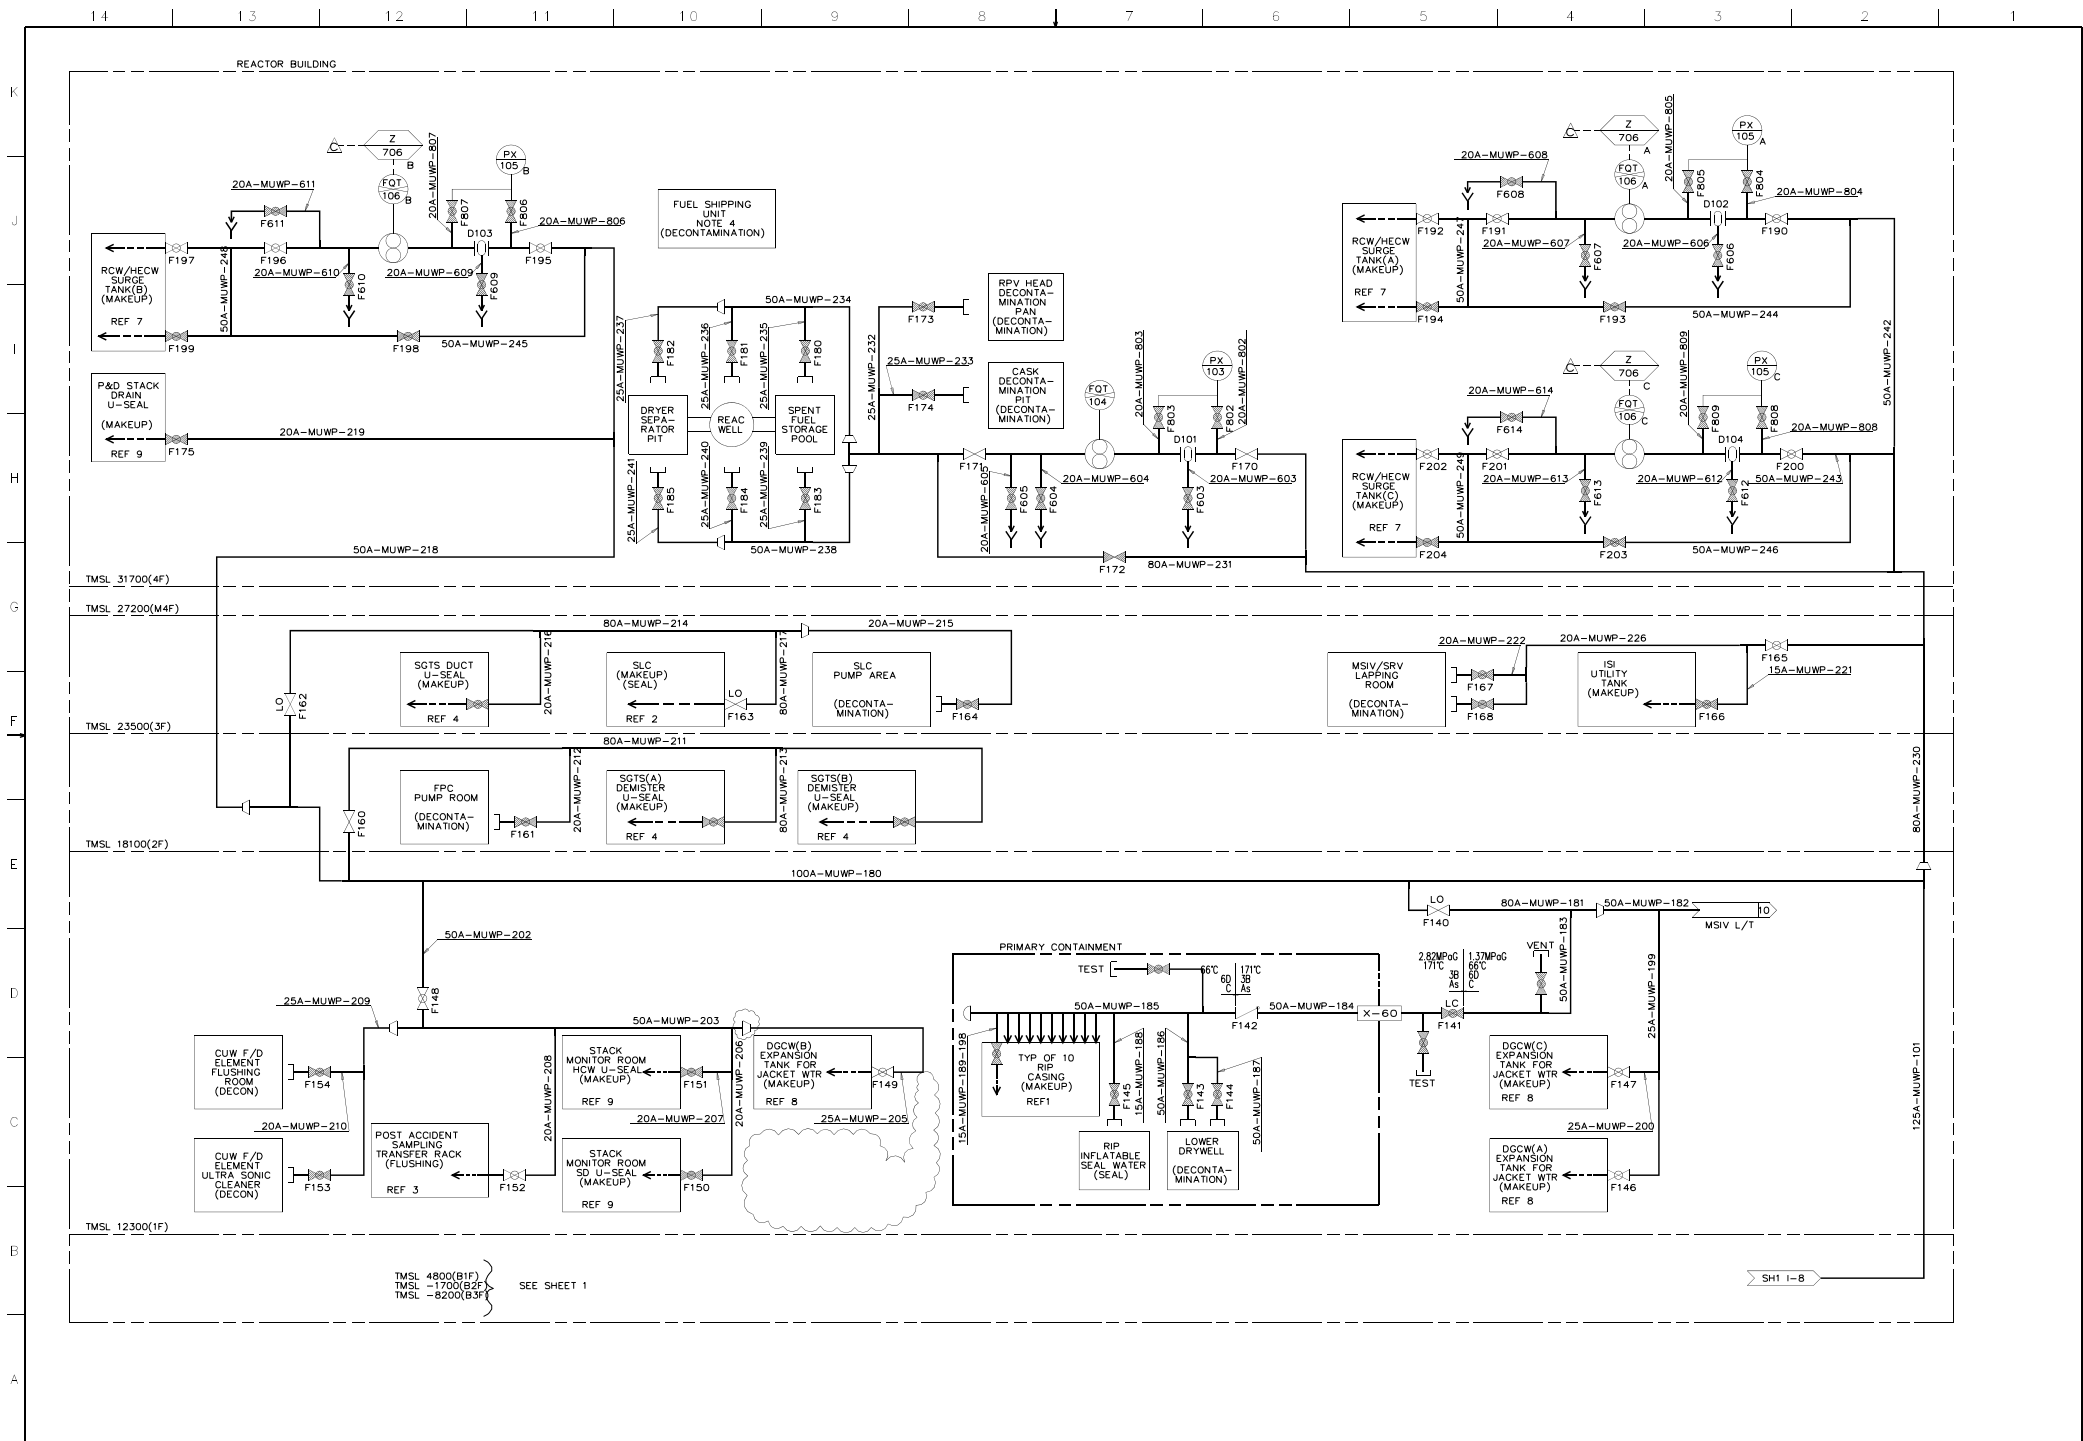 14 13 12 11 10 9 8 7 6 5 4 3 2 1
K
J
I
H
G
F
E
D
C
B
A
REACTOR BUILDING
Z
706
B
C
FQT
106
B
PX
105
B
20A-MUWP-807
F807
F806
20A-MUWP-806
20A-MUWP-611
F611
D103
F197
F196
F195
20A-MUWP-610
F610
20A-MUWP-609
F609
50A-MUWP-248
RCW/HECW
SURGE
TANK(B)
(MAKEUP)
REF 7
F199
F198
50A-MUWP-245
P&D STACK
DRAIN
U-SEAL
(MAKEUP)
REF 9
F175
20A-MUWP-219
FUEL SHIPPING
UNIT
NOTE 4
(DECONTAMINATION)
50A-MUWP-234
25A-MUWP-237
25A-MUWP-236
25A-MUWP-235
F182
F181
F180
DRYER
SEPA-
RATOR
PIT
REAC
WELL
SPENT
FUEL
STORAGE
POOL
25A-MUWP-241
25A-MUWP-240
25A-MUWP-239
F185
F184
F183
50A-MUWP-238
50A-MUWP-218
25A-MUWP-232
F173
25A-MUWP-233
F174
RPV HEAD
DECONTA-
MINATION
PAN
(DECONTA-
MINATION)
CASK
DECONTA-
MINATION
PIT
(DECONTA-
MINATION)
FQT
104
PX
103
20A-MUWP-803
F803
F802
20A-MUWP-802
D101
F171
F170
20A-MUWP-605
F605
F604
20A-MUWP-604
F603
20A-MUWP-603
F172
80A-MUWP-231
Z
706
A
C
FQT
106
A
PX
105
A
20A-MUWP-805
F805
F804
20A-MUWP-804
20A-MUWP-608
F608
D102
F192
F191
F190
20A-MUWP-607
F607
20A-MUWP-606
F606
50A-MUWP-247
RCW/HECW
SURGE
TANK(A)
(MAKEUP)
REF 7
F194
F193
50A-MUWP-244
50A-MUWP-242
Z
706
C
C
FQT
106
C
PX
105
C
20A-MUWP-809
F809
F808
20A-MUWP-808
20A-MUWP-614
F614
D104
F202
F201
F200
20A-MUWP-613
F613
20A-MUWP-612
F612
50A-MUWP-243
50A-MUWP-249
RCW/HECW
SURGE
TANK(C)
(MAKEUP)
REF 7
F204
F203
50A-MUWP-246
TMSL 31700(4F)
TMSL 27200(M4F)
80A-MUWP-214
20A-MUWP-215
20A-MUWP-216
80A-MUWP-217
LO
F162
SGTS DUCT
U-SEAL
(MAKEUP)
REF 4
SLC
(MAKEUP)
(SEAL)
REF 2
LO
F163
SLC
PUMP AREA
(DECONTA-
MINATION)
F164
20A-MUWP-222
20A-MUWP-226
F165
15A-MUWP-221
MSIV/SRV
LAPPING
ROOM
(DECONTA-
MINATION)
F167
F168
ISI
UTILITY
TANK
(MAKEUP)
F166
TMSL 23500(3F)
80A-MUWP-211
20A-MUWP-212
80A-MUWP-213
F160
FPC
PUMP ROOM
(DECONTA-
MINATION)
F161
SGTS(A)
DEMISTER
U-SEAL
(MAKEUP)
REF 4
SGTS(B)
DEMISTER
U-SEAL
(MAKEUP)
REF 4
80A-MUWP-230
TMSL 18100(2F)
100A-MUWP-180
LO
F140
80A-MUWP-181
50A-MUWP-182
10
MSIV L/T
50A-MUWP-202
F148
25A-MUWP-209
50A-MUWP-203
CUW F/D
ELEMENT
FLUSHING
ROOM
(DECON)
F154
20A-MUWP-210
CUW F/D
ELEMENT
ULTRA SONIC
CLEANER
(DECON)
F153
POST ACCIDENT
SAMPLING
TRANSFER RACK
(FLUSHING)
REF 3
F152
20A-MUWP-208
STACK
MONITOR ROOM
HCW U-SEAL
(MAKEUP)
REF 9
F151
20A-MUWP-207
20A-MUWP-206
STACK
MONITOR ROOM
SD U-SEAL
(MAKEUP)
REF 9
F150
DGCW(B)
EXPANSION
TANK FOR
JACKET WTR
(MAKEUP)
REF 8
F149
25A-MUWP-205
PRIMARY CONTAINMENT
TEST
66℃ 171℃
6D 3B
C As
50A-MUWP-185
50A-MUWP-184
F142
X-60
15A-MUWP-189-198
TYP OF 10
RIP
CASING
(MAKEUP)
REF1
F145
15A-MUWP-188
50A-MUWP-186
F143
F144
50A-MUWP-187
RIP
INFLATABLE
SEAL WATER
(SEAL)
LOWER
DRYWELL
(DECONTA-
MINATION)
2.82MPaG 1.37MPaG
171℃ 66℃
3B 6D
As C
LC
F141
TEST
VENT
50A-MUWP-183
25A-MUWP-199
DGCW(C)
EXPANSION
TANK FOR
JACKET WTR
(MAKEUP)
REF 8
F147
25A-MUWP-200
DGCW(A)
EXPANSION
TANK FOR
JACKET WTR
(MAKEUP)
REF 8
F146
125A-MUWP-101
TMSL 12300(1F)
TMSL 4800(B1F)
TMSL -1700(B2F)
TMSL -8200(B3F)
SEE SHEET 1
SH1 I-8